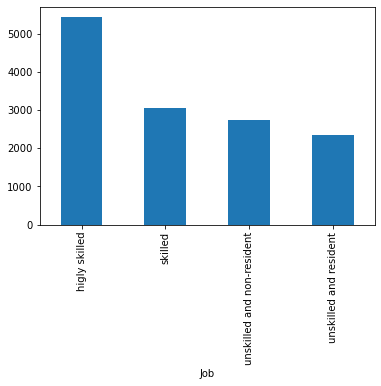 5000
4000
3000
2000
1000
0
higly skilled
skilled
unskilled and non-resident
unskilled and resident
Job